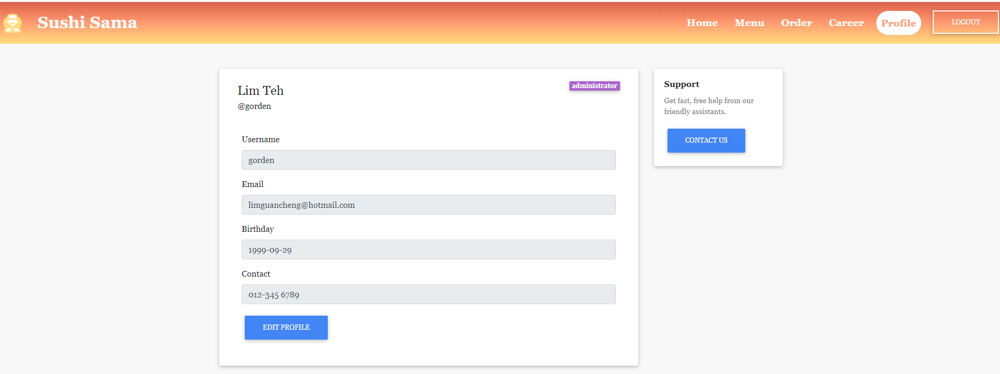 Sushi Sama
Home
Menu
Order
Career
Profile
LOGOUT
Lim Teh
administrator
@gorden
Username
gorden
Email
limguancheng@hotmail.com
Birthday
1999-09-29
Contact
012-345 6789
EDIT PROFILE
Support
Get fast, free help from our
friendly assistants.
CONTACT US